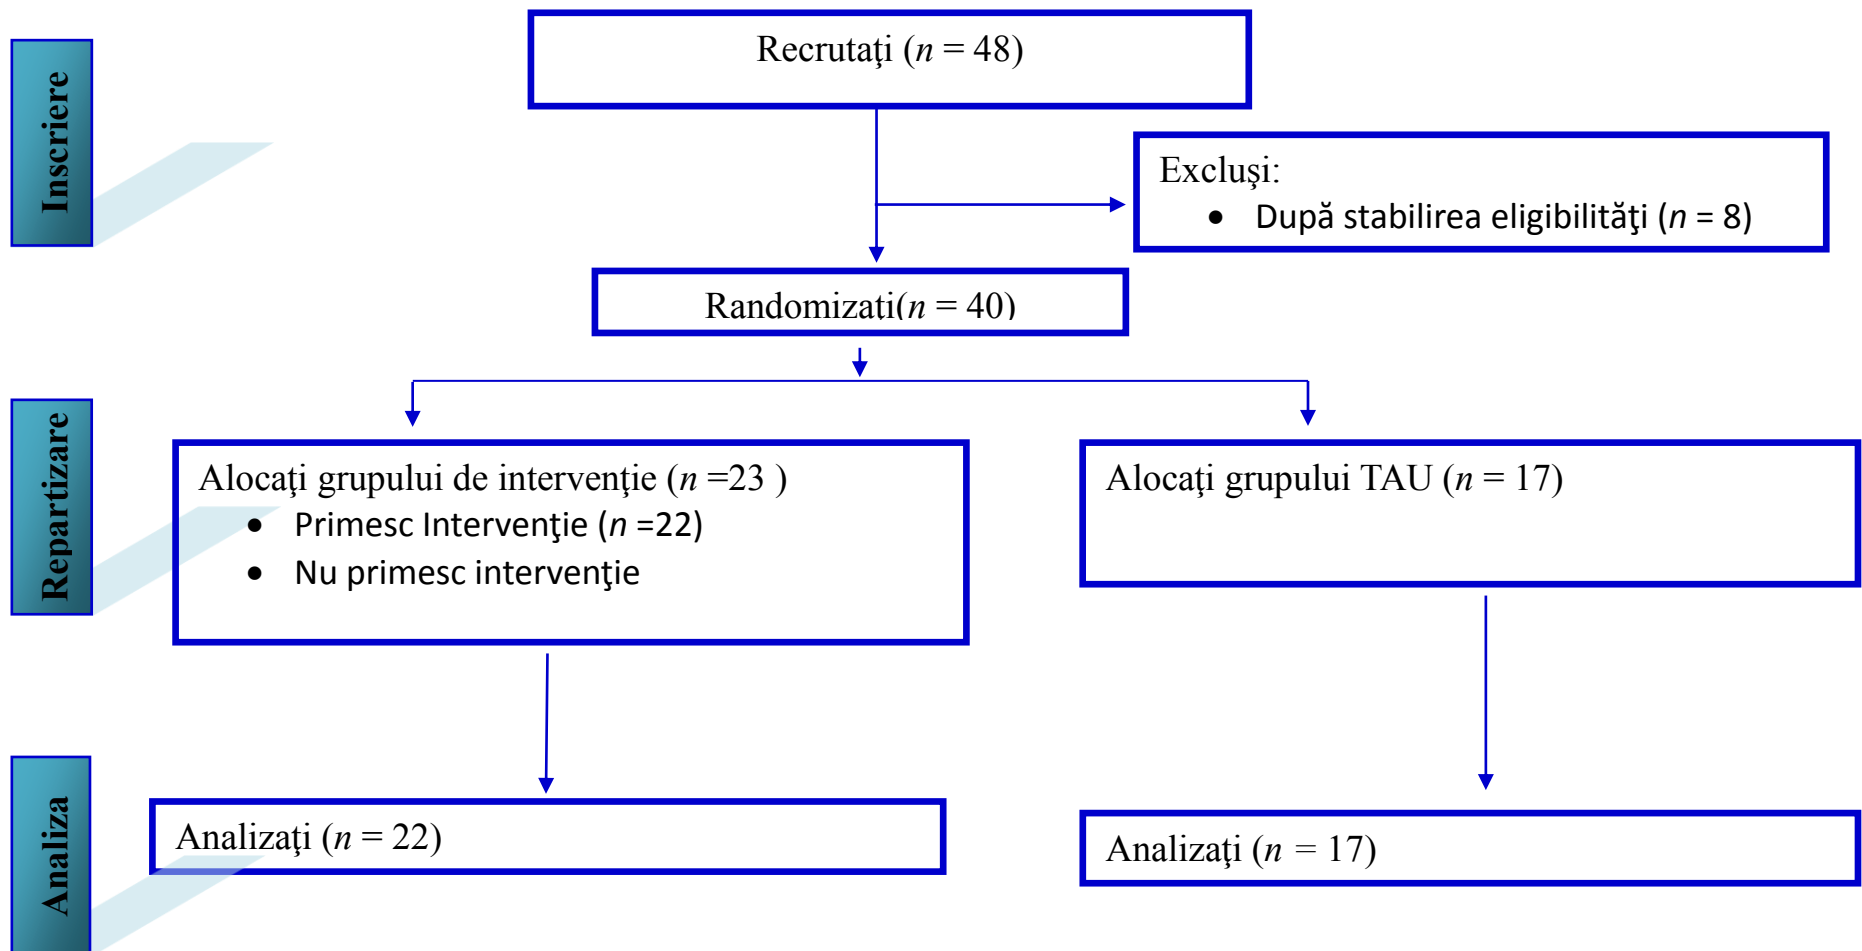 Inscriere
Recrutaţi (n = 48)
Excluşi:
• După stabilirea eligibilităţi (n = 8)
Randomizaţi(n = 40)
Repartizare
Alocaţi grupului de intervenţie (n =23 )
• Primesc Intervenţie (n =22)
• Nu primesc intervenţie
Alocaţi grupului TAU (n = 17)
Analiza
Analizaţi (n = 22)
Analizaţi (n = 17)